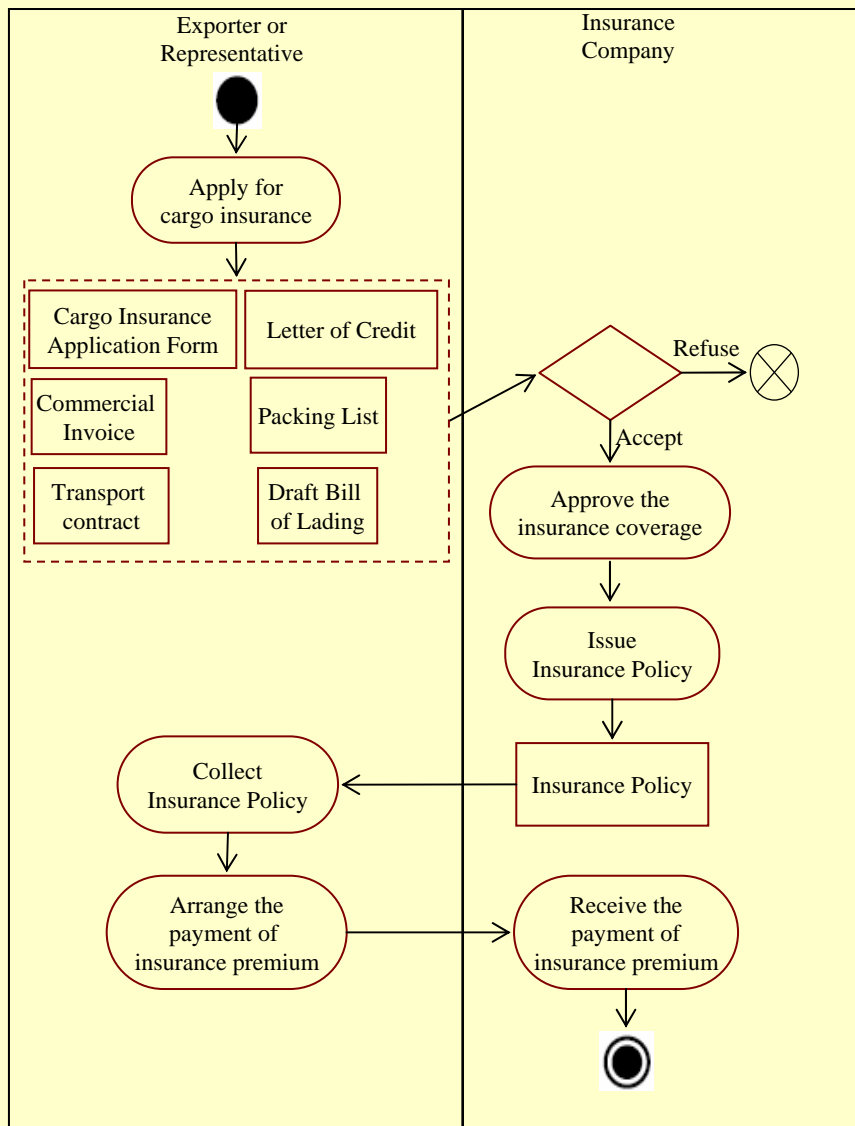 Exporter or
Representative
Insurance
Company
Apply for
cargo insurance
Cargo Insurance
Application Form
Letter of Credit
Commercial
Invoice
Packing List
Transport
contract
Draft Bill
of Lading
Refuse
Accept
Approve the
insurance coverage
Issue
Insurance Policy
Insurance Policy
Collect
Insurance Policy
Arrange the
payment of
insurance premium
Receive the
payment of
insurance premium